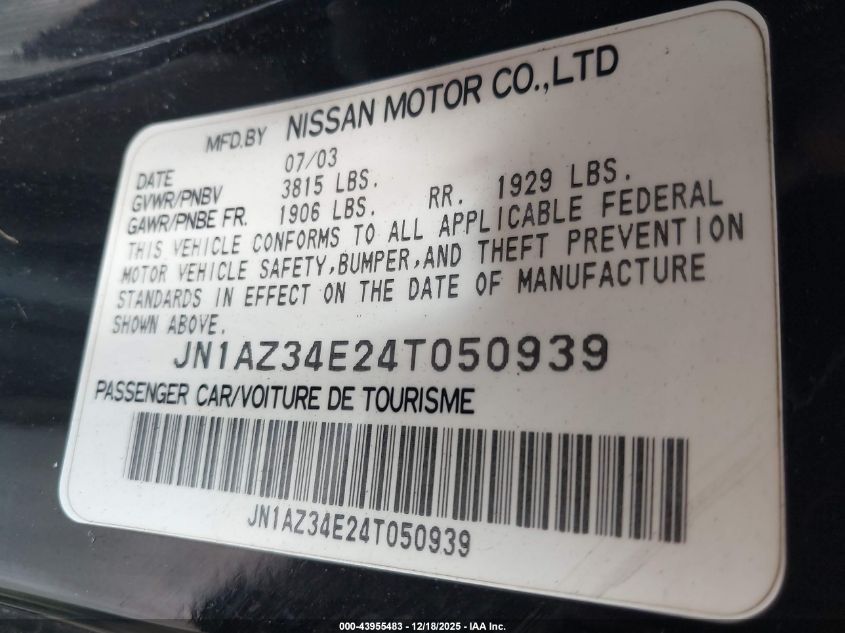 MFD.BY NISSAN MOTOR CO.,LTD
DATE 07/03
GVWR/PNBV 3815 LBS.
GAWR/PNBE FR. 1906 LBS. RR. 1929 LBS.
THIS VEHICLE CONFORMS TO ALL APPLICABLE FEDERAL
MOTOR VEHICLE SAFETY,BUMPER,AND THEFT PREVENTION
STANDARDS IN EFFECT ON THE DATE OF MANUFACTURE
SHOWN ABOVE.
JN1AZ34E24T050939
PASSENGER CAR/VOITURE DE TOURISME
JN1AZ34E24T050939
000-43955483 - 12/18/2025 - IAA Inc.